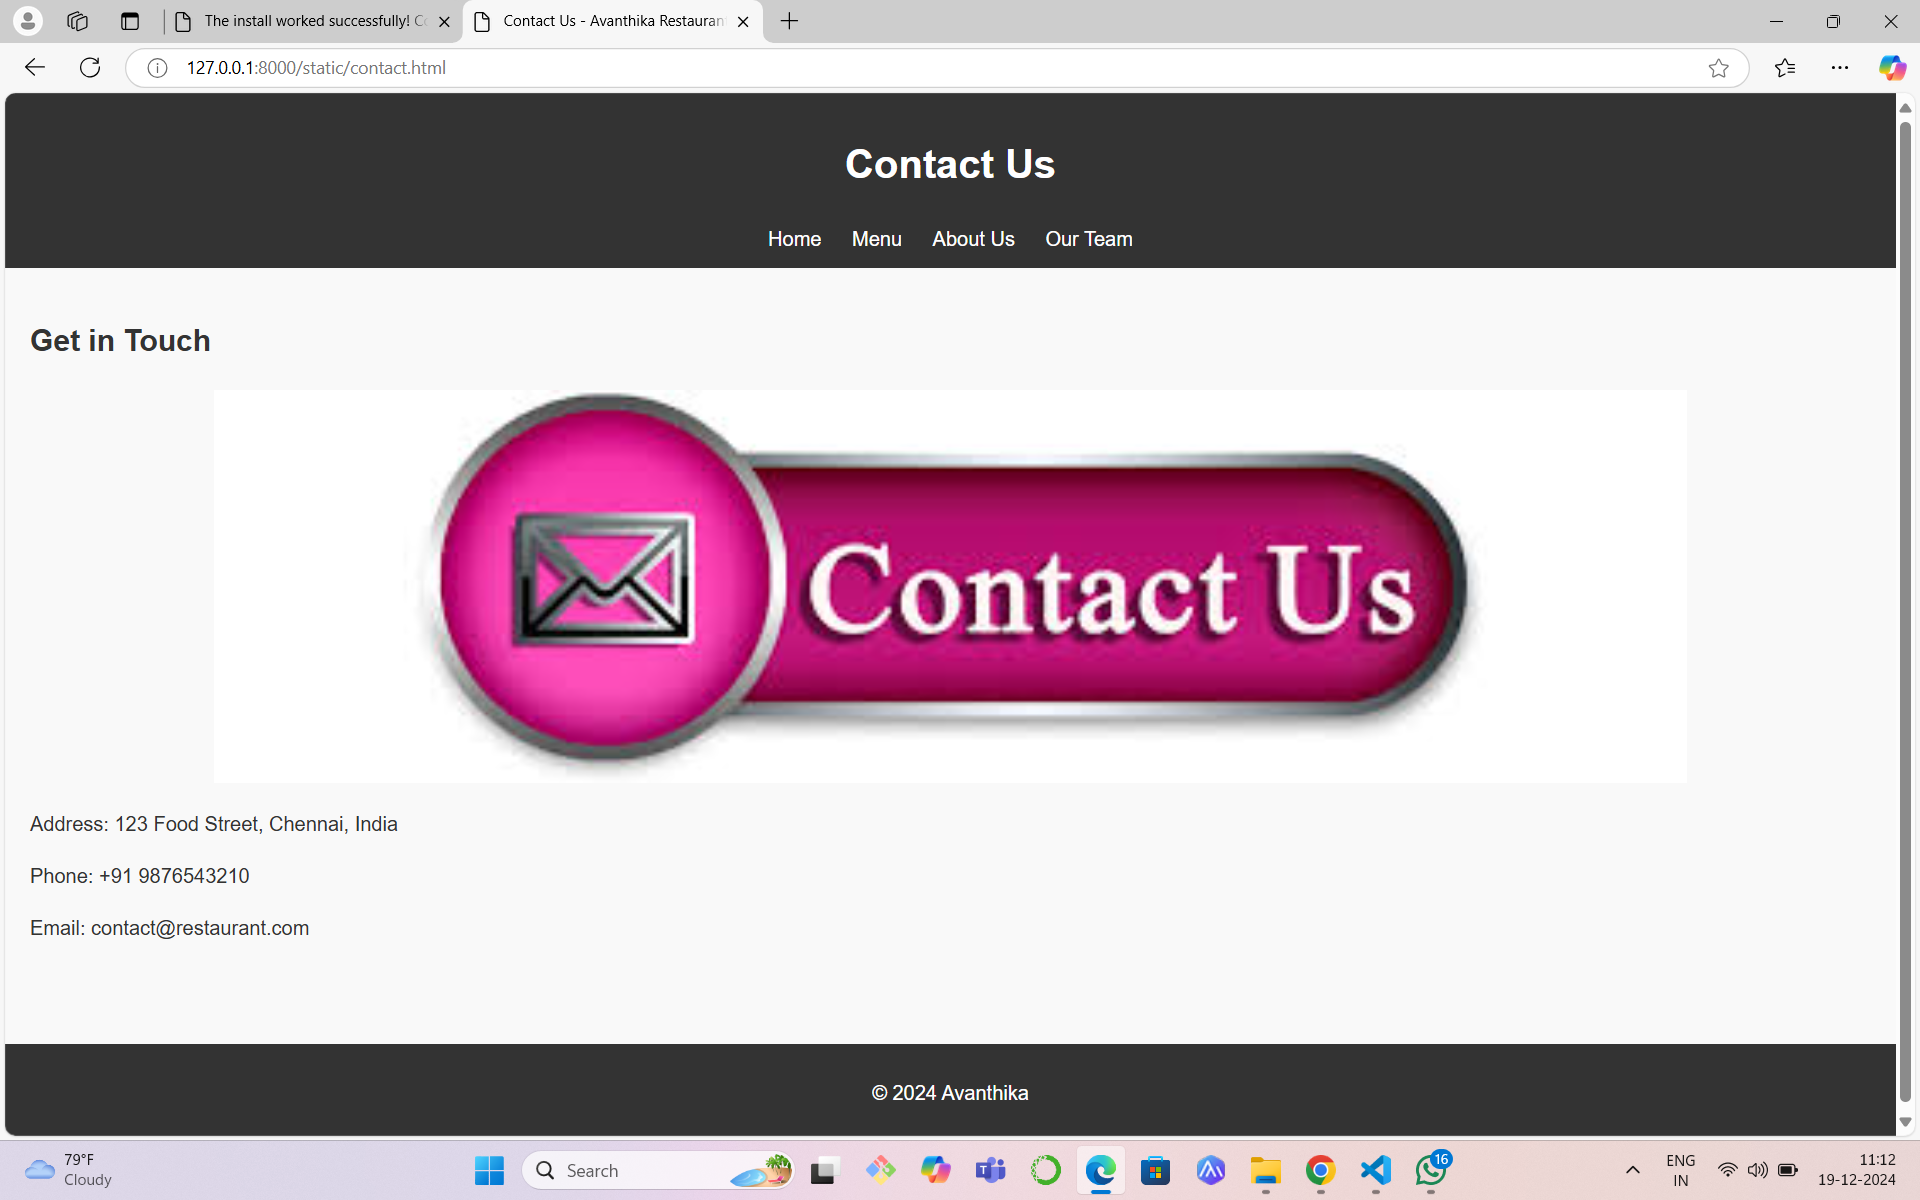 The install worked successfully! C
Contact Us - Avanthika Restauran
127.0.0.1:8000/static/contact.html
Contact Us
Home Menu About Us Our Team
Get in Touch
Contact Us
Address: 123 Food Street, Chennai, India
Phone: +91 9876543210
Email: contact@restaurant.com
© 2024 Avanthika
79°F
Cloudy
Search
16
ENG
IN
11:12
19-12-2024